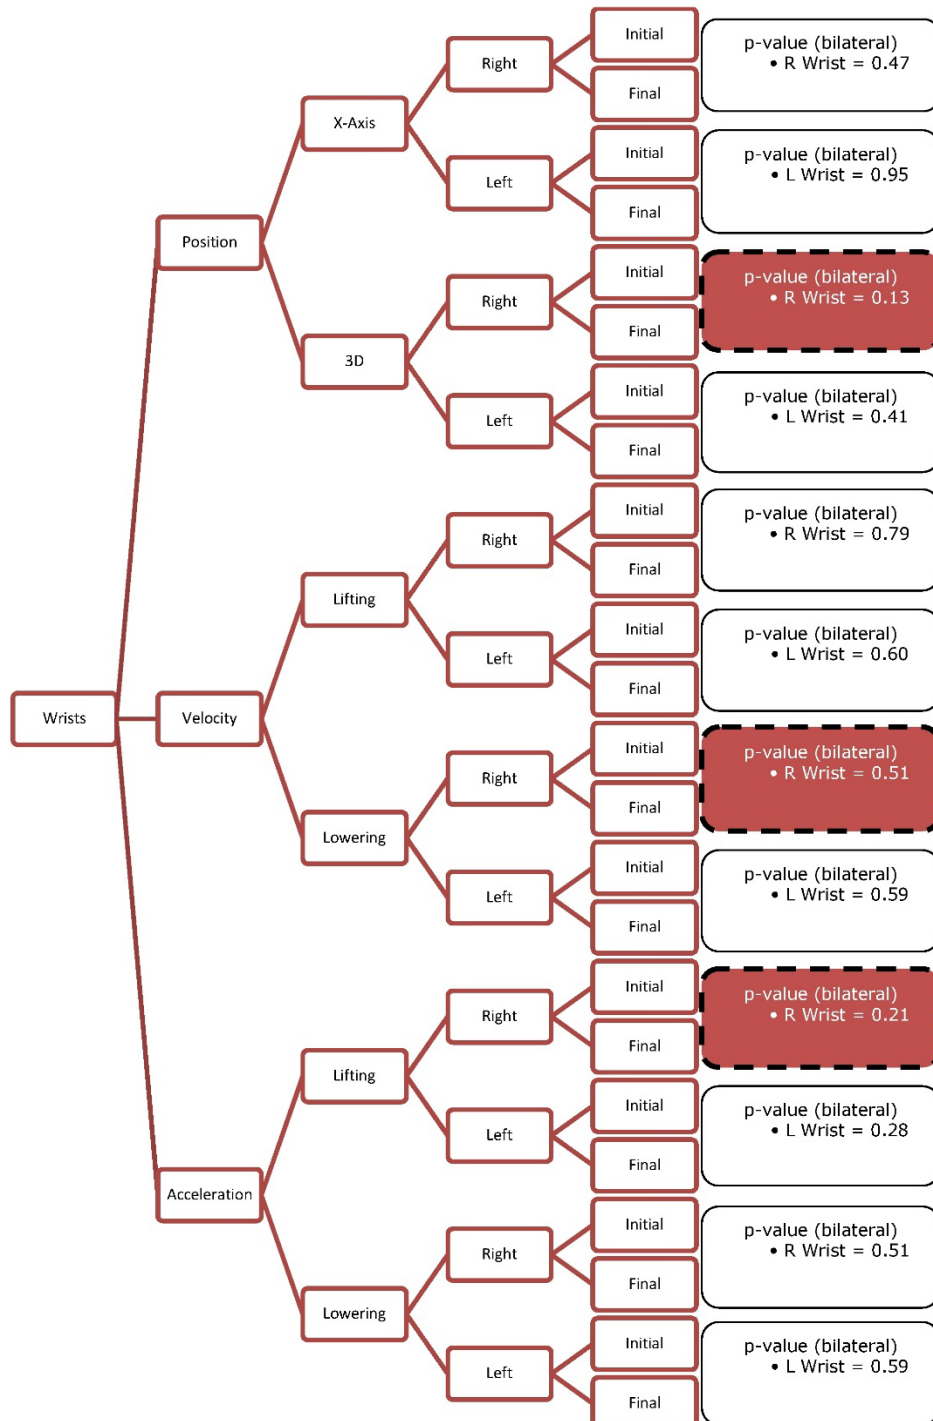 Wrists
Position
X-Axis
Right
Initial
Final
p-value (bilateral)
• R Wrist = 0.47
Left
Initial
Final
p-value (bilateral)
• L Wrist = 0.95
3D
Right
Initial
Final
p-value (bilateral)
• R Wrist = 0.13
Left
Initial
Final
p-value (bilateral)
• L Wrist = 0.41
Velocity
Lifting
Right
Initial
Final
p-value (bilateral)
• R Wrist = 0.79
Left
Initial
Final
p-value (bilateral)
• L Wrist = 0.60
Lowering
Right
Initial
Final
p-value (bilateral)
• R Wrist = 0.51
Left
Initial
Final
p-value (bilateral)
• L Wrist = 0.59
Acceleration
Lifting
Right
Initial
Final
p-value (bilateral)
• R Wrist = 0.21
Left
Initial
Final
p-value (bilateral)
• L Wrist = 0.28
Lowering
Right
Initial
Final
p-value (bilateral)
• R Wrist = 0.51
Left
Initial
Final
p-value (bilateral)
• L Wrist = 0.59